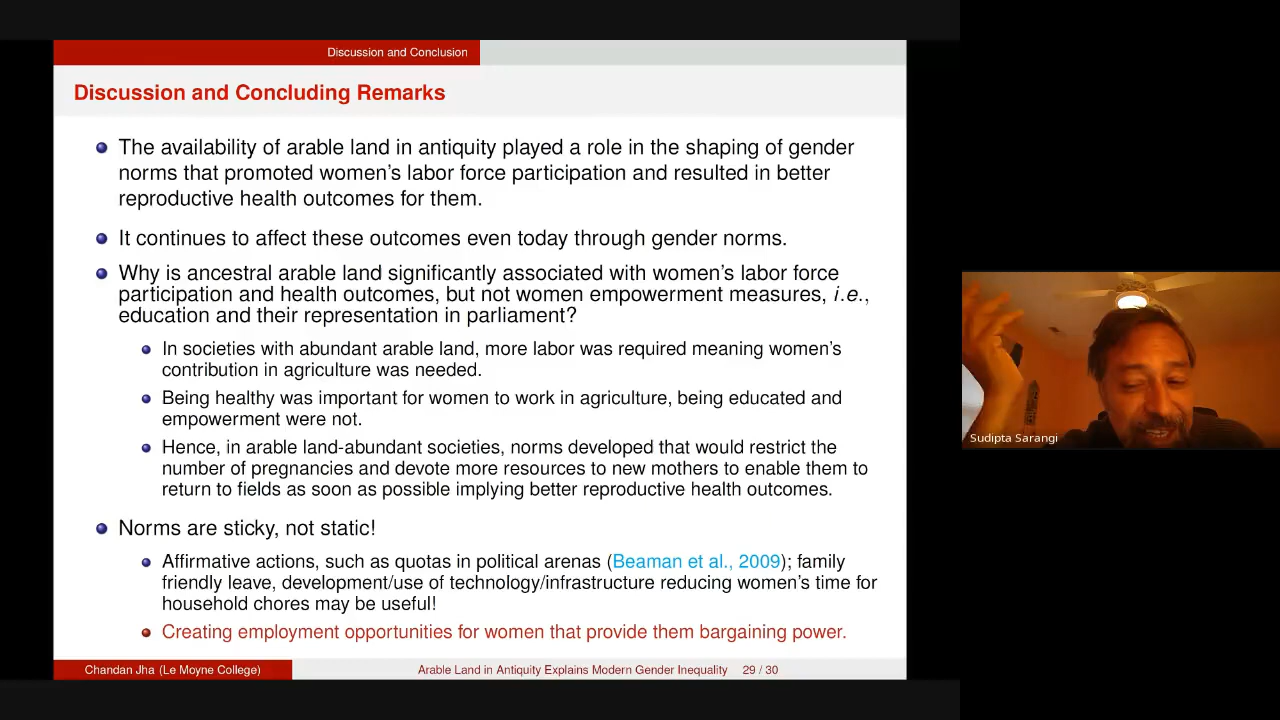 Discussion and Conclusion
Discussion and Concluding Remarks
The availability of arable land in antiquity played a role in the shaping of gender
norms that promoted women's labor force participation and resulted in better
reproductive health outcomes for them.
It continues to affect these outcomes even today through gender norms.
Why is ancestral arable land significantly associated with women's labor force
participation and health outcomes, but not women empowerment measures, i.e.,
education and their representation in parliament?
In societies with abundant arable land, more labor was required meaning women's
contribution in agriculture was needed.
Being healthy was important for women to work in agriculture, being educated and
empowerment were not.
Hence, in arable land-abundant societies, norms developed that would restrict the
number of pregnancies and devote more resources to new mothers to enable them to
return to fields as soon as possible implying better reproductive health outcomes.
Norms are sticky, not static!
Affirmative actions, such as quotas in political arenas (Beaman et al., 2009); family
friendly leave, development/use of technology/infrastructure reducing women's time for
household chores may be useful!
Creating employment opportunities for women that provide them bargaining power.
Chandan Jha (Le Moyne College)
Arable Land in Antiquity Explains Modern Gender Inequality
29 / 30
Sudipta Sarangi